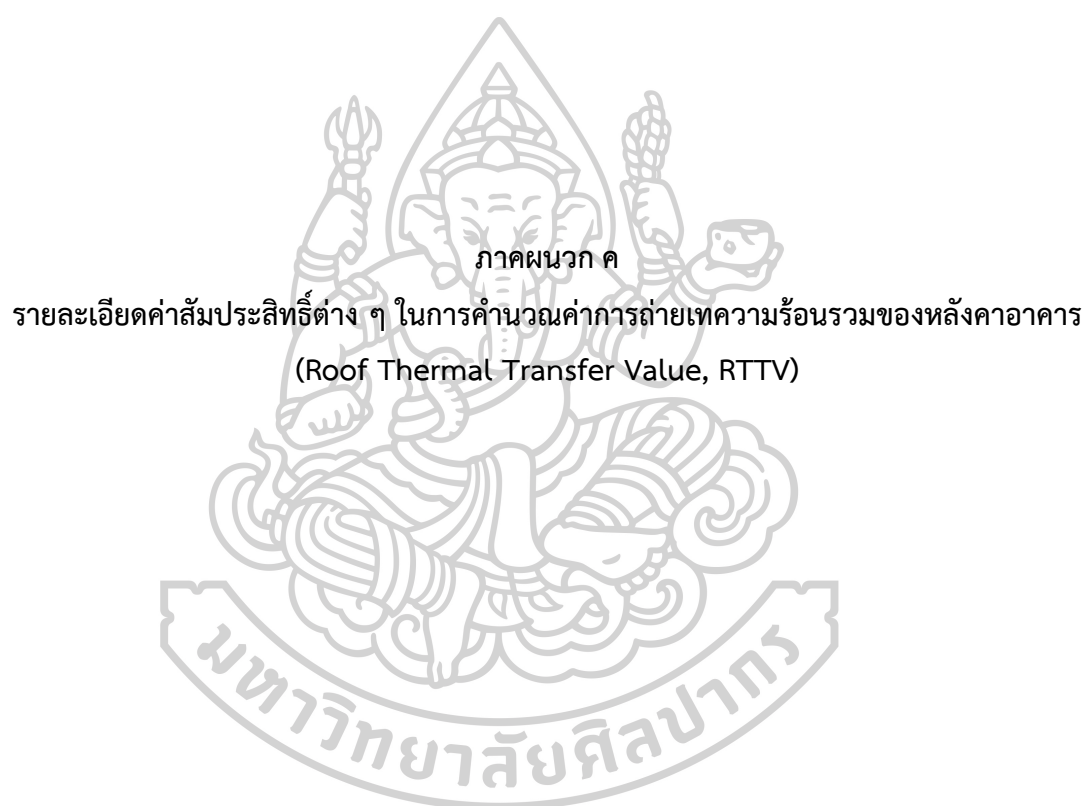 ภาคผนวก ค
รายละเอียดค่าสัมประสิทธิ์ต่าง ๆ ในการคำนวณค่าการถ่ายเทความร้อนรวมของหลังคาอาคาร
(Roof Thermal Transfer Value, RTTV)
มหาวิทยาลัยศิลปากร